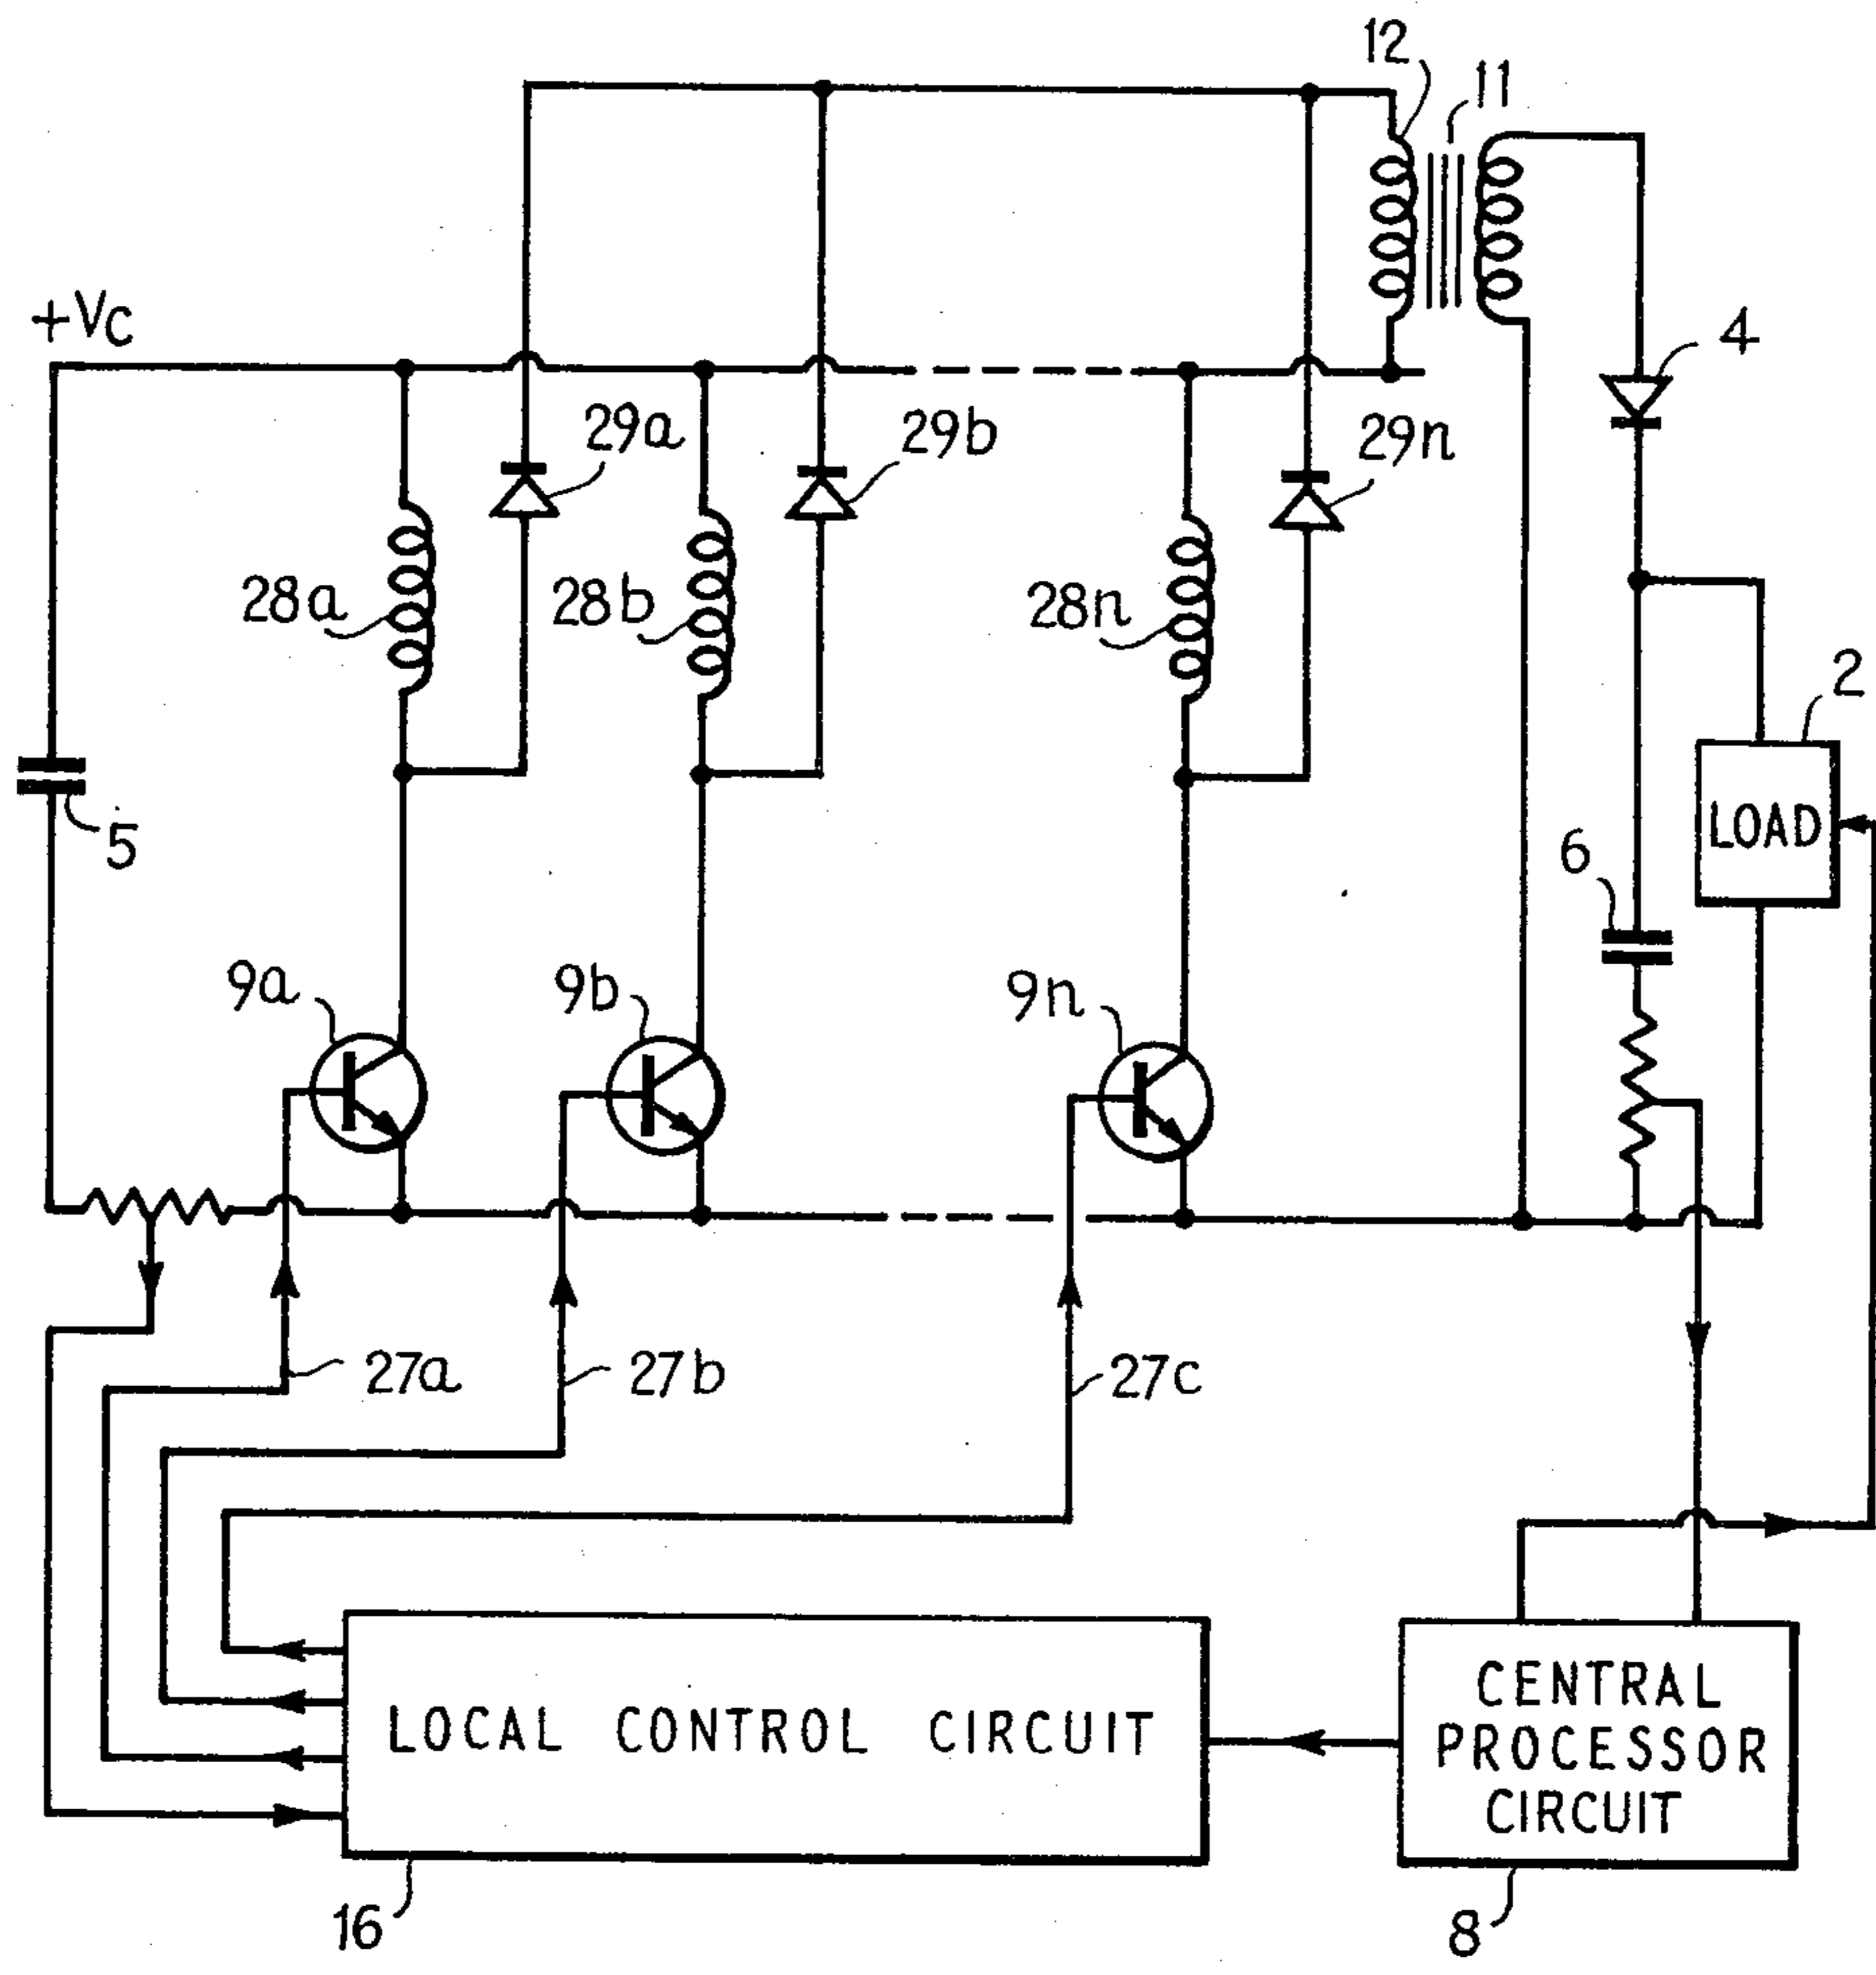 12
11
+Vc
4
29a
29b
29n
28a
28b
28n
2
LOAD
5
6
9a
9b
9n
27a
27b
27c
LOCAL CONTROL CIRCUIT
CENTRAL
PROCESSOR
CIRCUIT
16
8